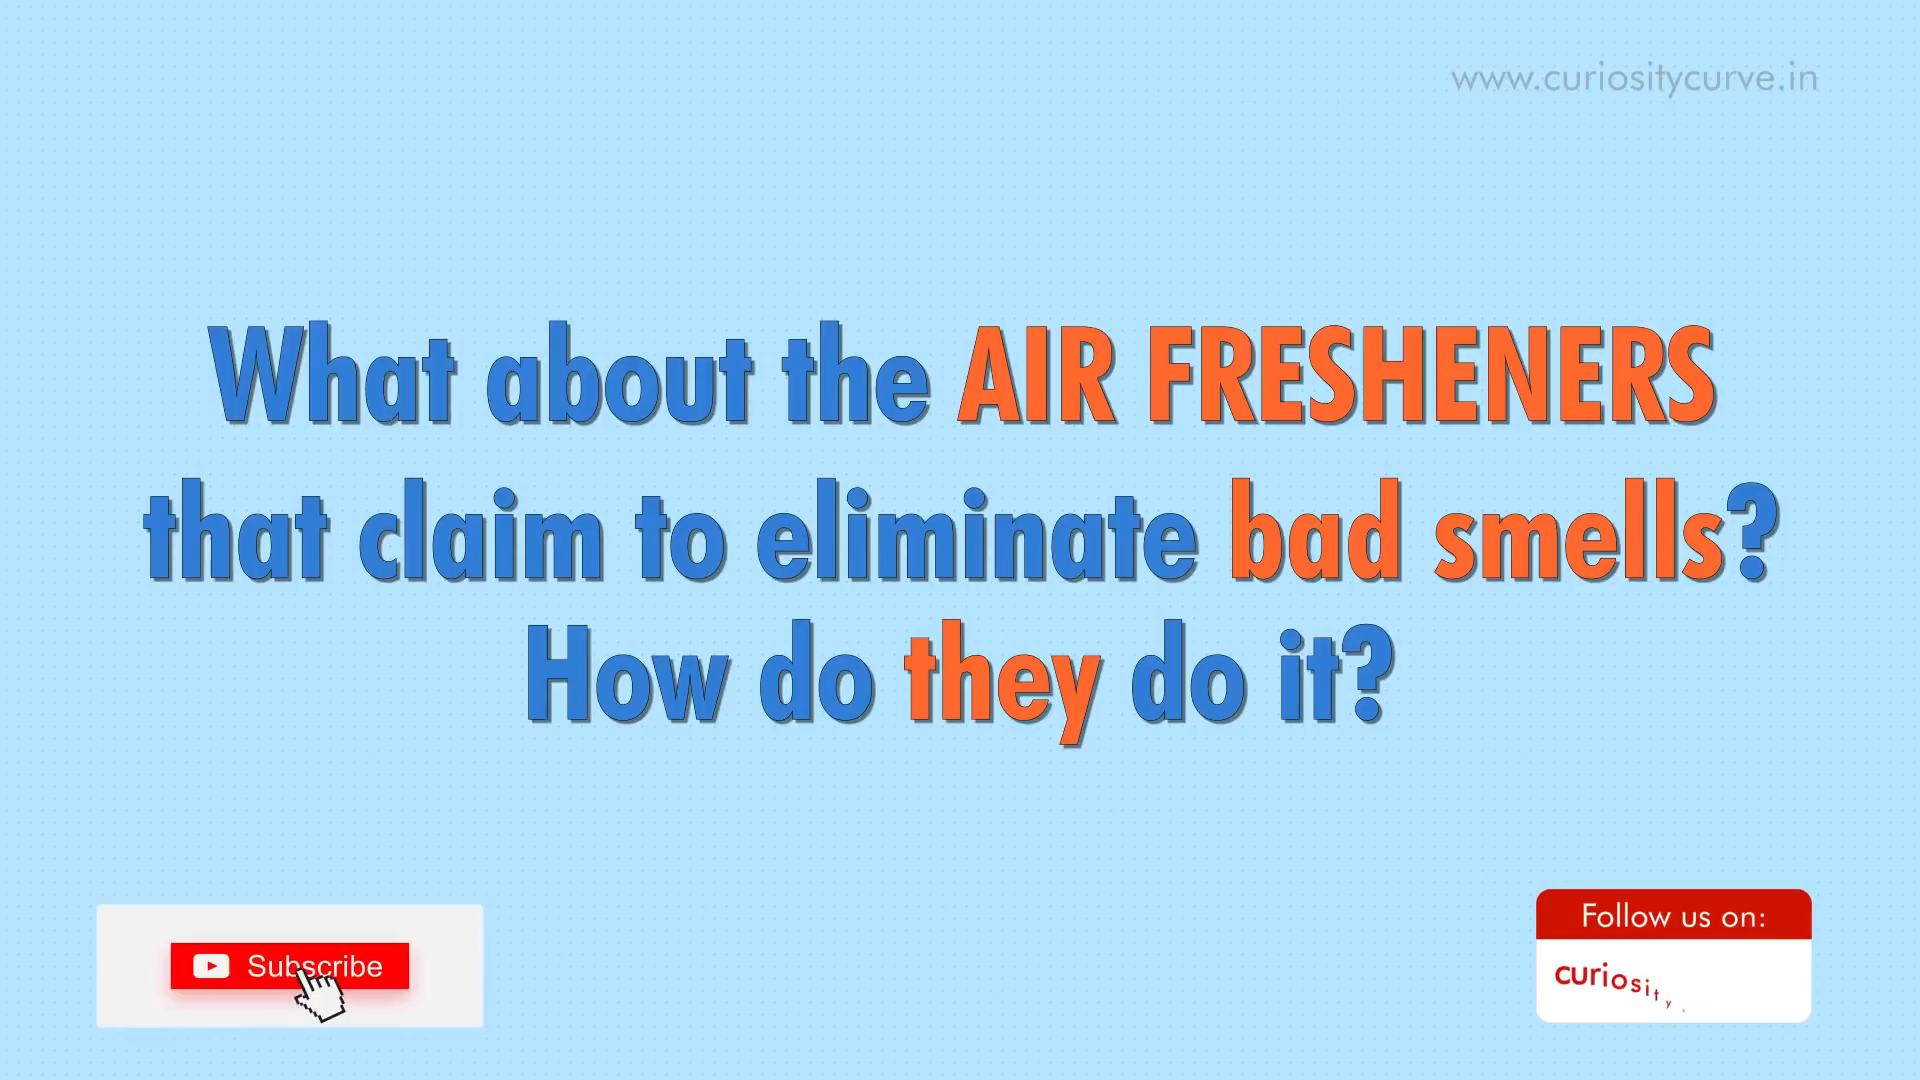 www.curiositycurve.in
What about the AIR FRESHENERS
that claim to eliminate bad smells?
How do they do it?
Subscribe
Follow us on:
curiosity